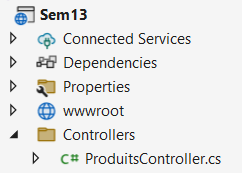 Sem13
Connected Services
Dependencies
Properties
wwwroot
Controllers
C# ProduitsController.cs